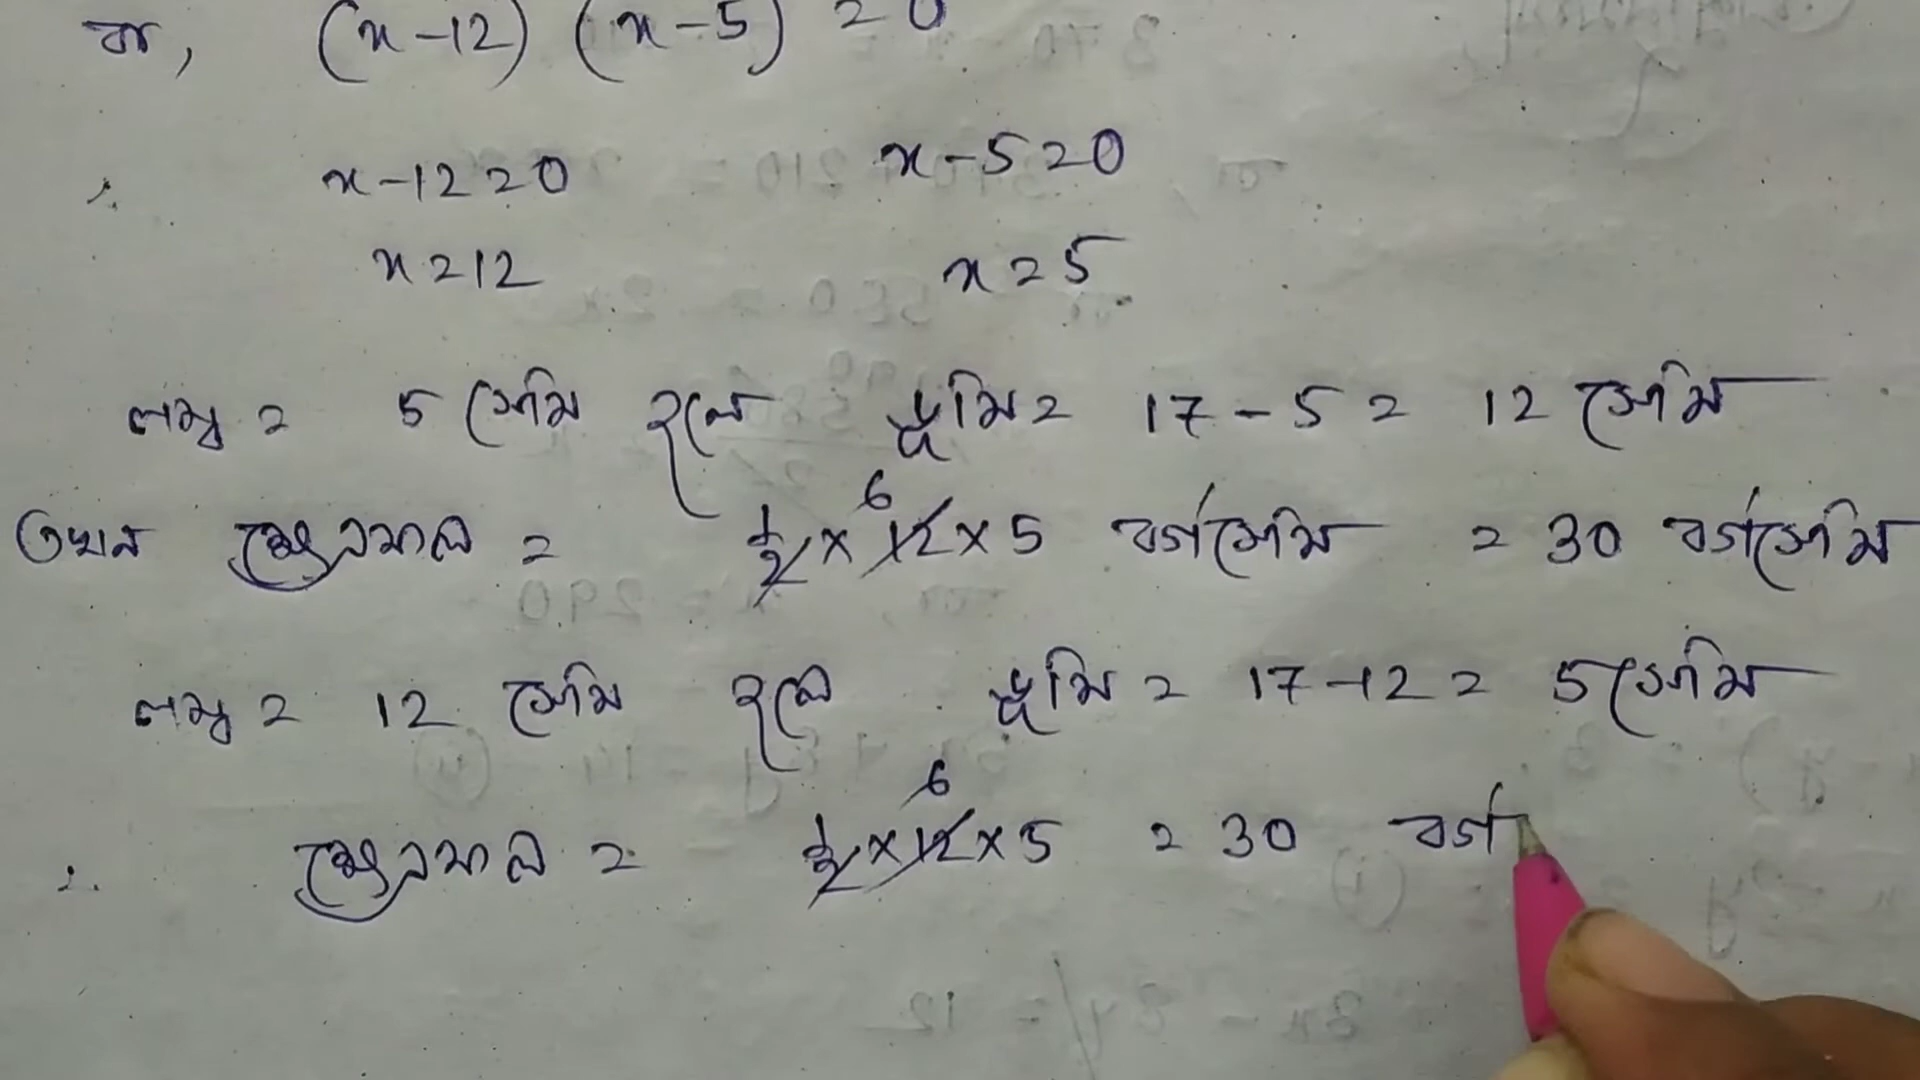 বা, (x-12) (x-5) = 0
∴ x-12=0 x-5=0
x=12 x=5
লম্ব = 5 সেমি হলে ভূমি = 17-5 = 12 সেমি
তখন ক্ষেত্রফল = 1/2 × 12 × 5 বর্গসেমি = 30 বর্গসেমি
লম্ব = 12 সেমি হলে ভূমি = 17-12 = 5 সেমি
∴ ক্ষেত্রফল = 1/2 × 12 × 5 = 30 বর্গ